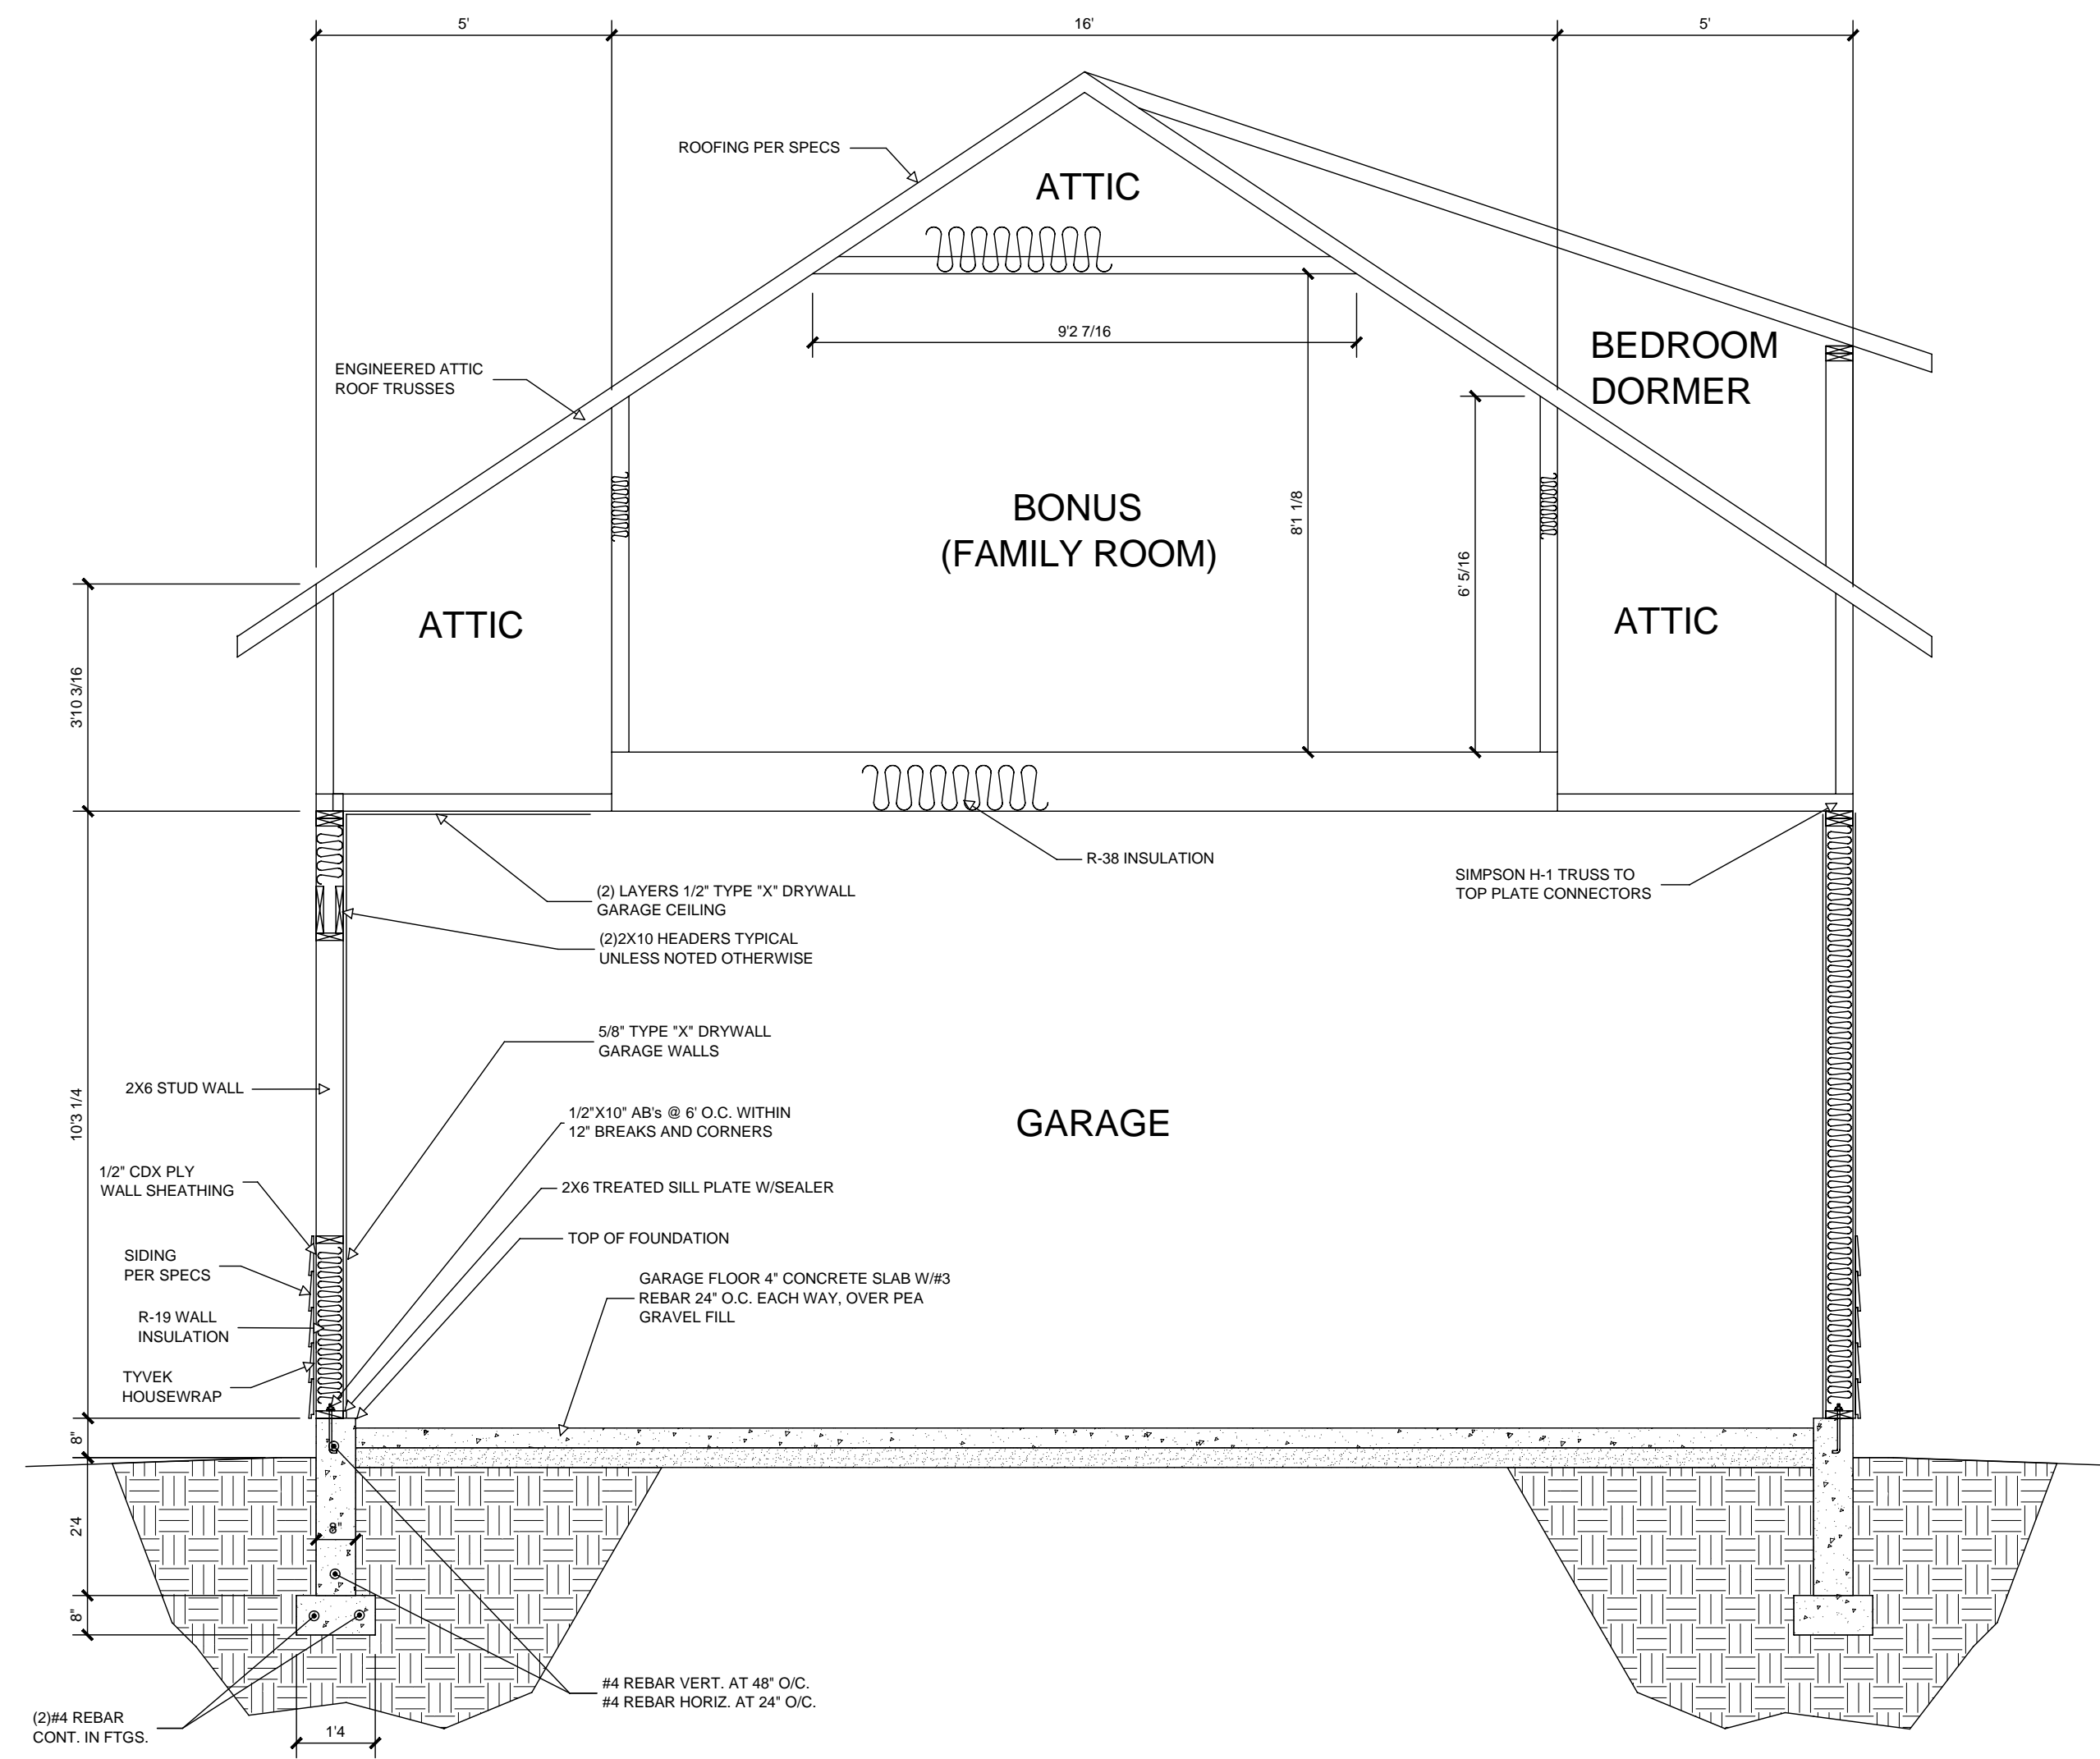 5'
16'
5'
ROOFING PER SPECS
ATTIC
9'2 7/16
BEDROOM
DORMER
ENGINEERED ATTIC
ROOF TRUSSES
BONUS
(FAMILY ROOM)
8'1 1/8
6' 5/16
ATTIC
ATTIC
3'10 3/16
R-38 INSULATION
SIMPSON H-1 TRUSS TO
TOP PLATE CONNECTORS
(2) LAYERS 1/2" TYPE "X" DRYWALL
GARAGE CEILING
(2)2X10 HEADERS TYPICAL
UNLESS NOTED OTHERWISE
5/8" TYPE "X" DRYWALL
GARAGE WALLS
2X6 STUD WALL
10'3 1/4
1/2"X10" AB's @ 6' O.C. WITHIN
12" BREAKS AND CORNERS
GARAGE
1/2" CDX PLY
WALL SHEATHING
2X6 TREATED SILL PLATE W/SEALER
TOP OF FOUNDATION
SIDING
PER SPECS
GARAGE FLOOR 4" CONCRETE SLAB W/#3
REBAR 24" O.C. EACH WAY, OVER PEA
GRAVEL FILL
R-19 WALL
INSULATION
TYVEK
HOUSEWRAP
8"
2'4
8"
8"
#4 REBAR VERT. AT 48" O/C.
#4 REBAR HORIZ. AT 24" O/C.
(2)#4 REBAR
CONT. IN FTGS.
1'4